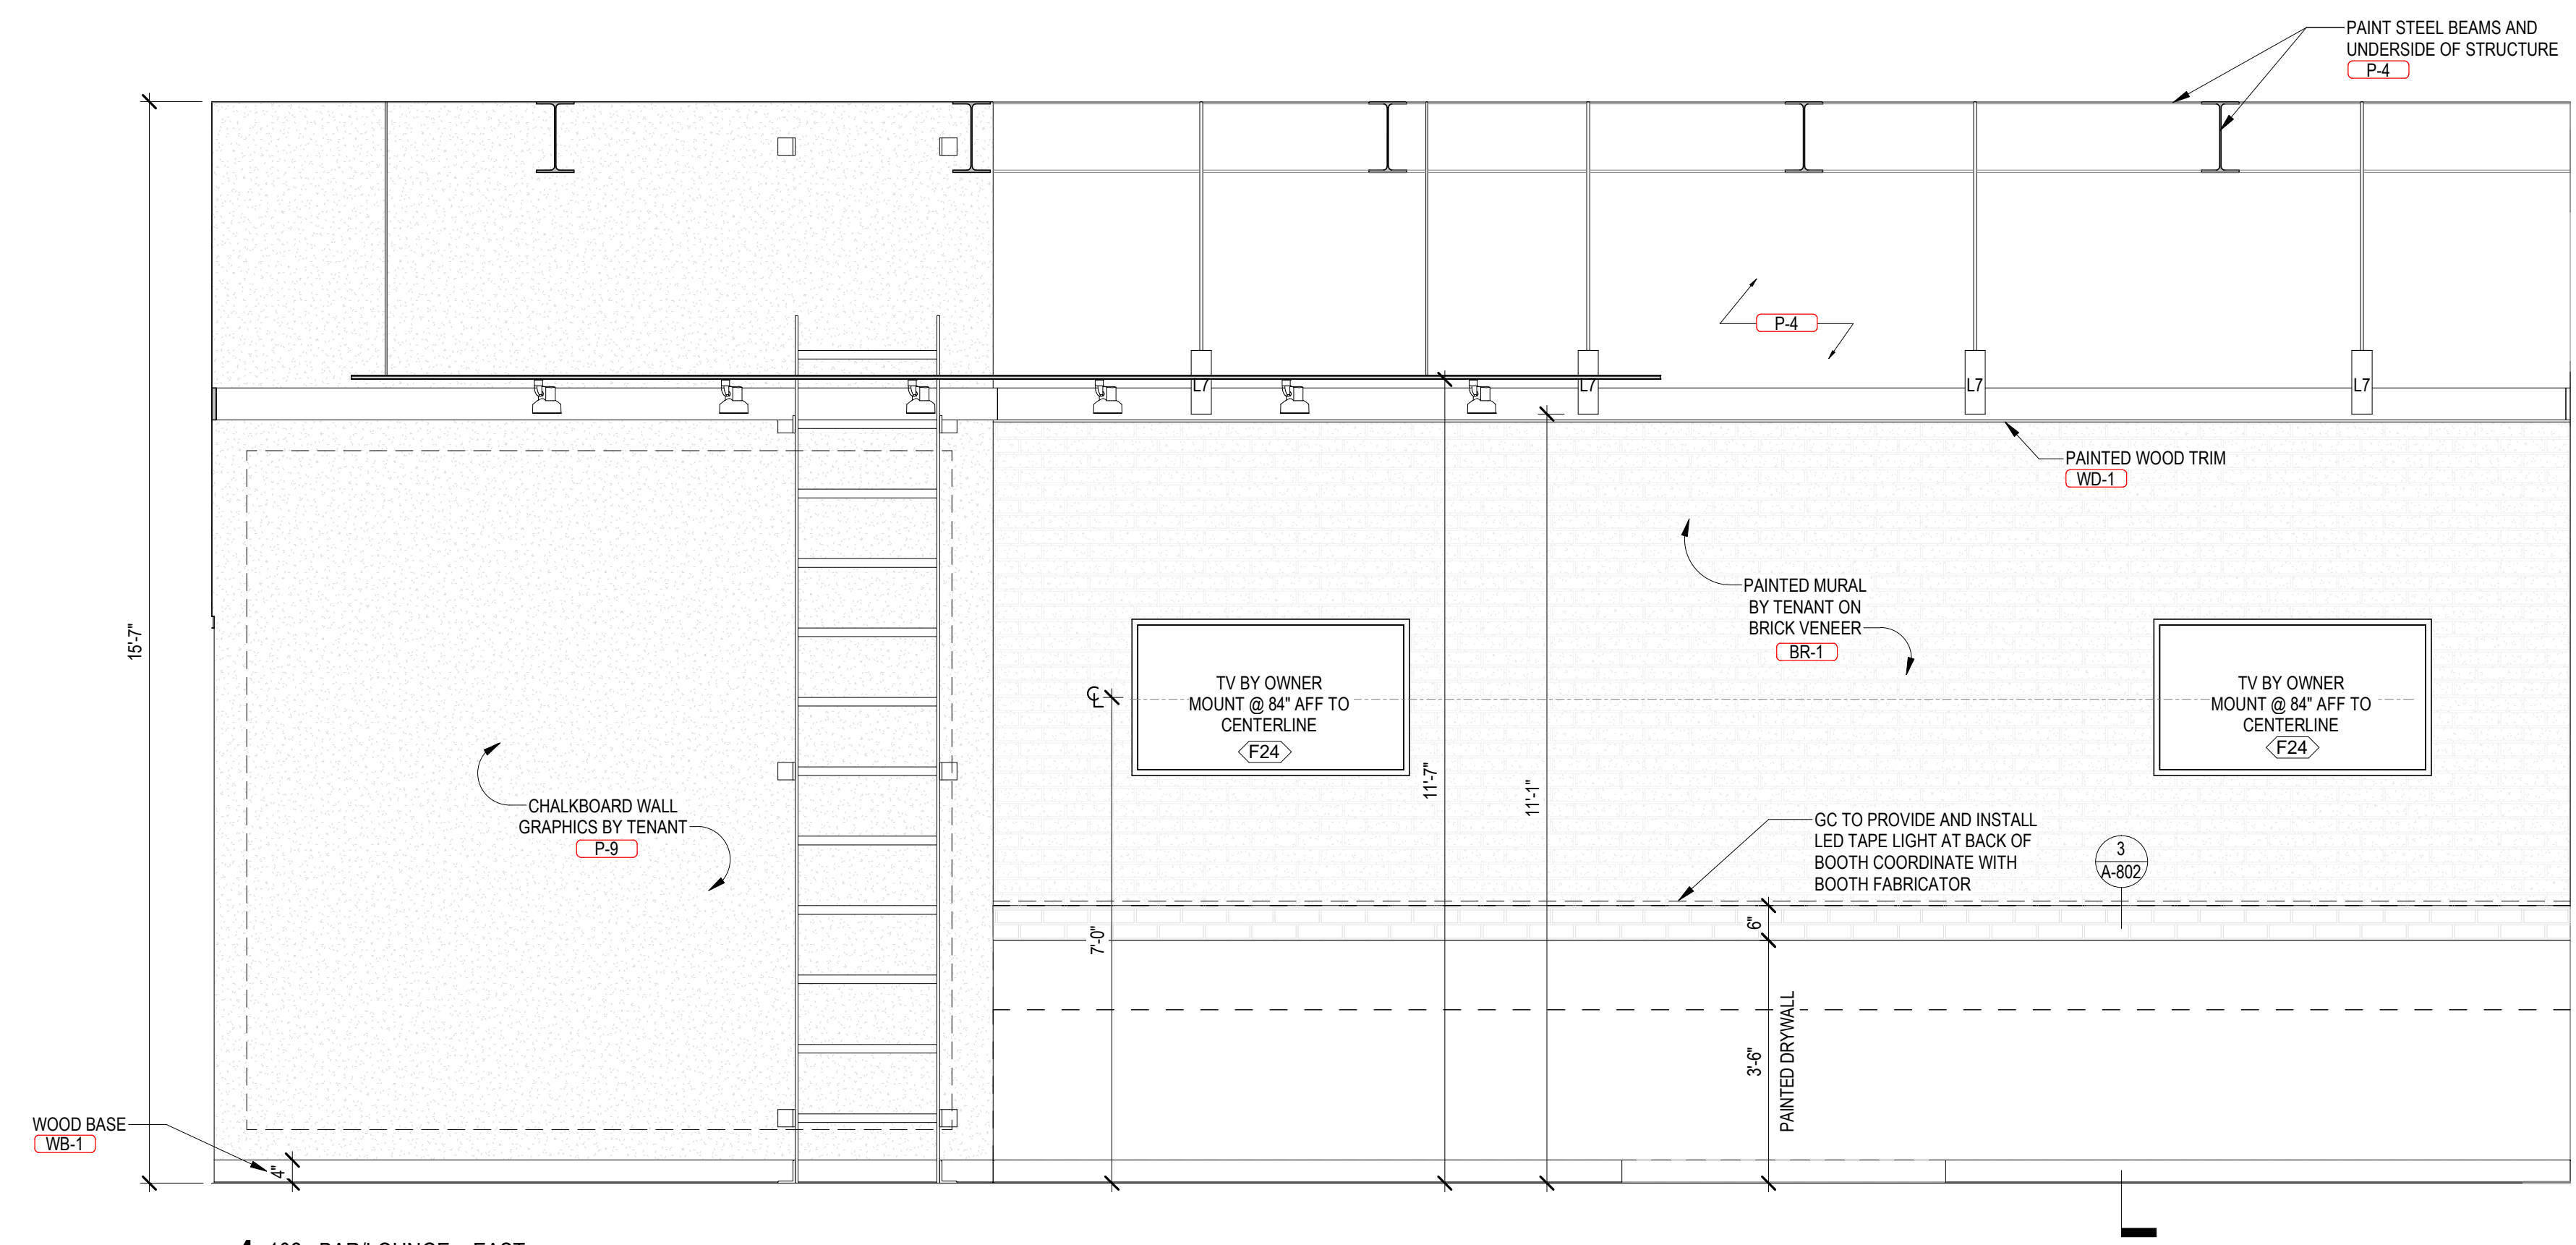 PAINT STEEL BEAMS AND
UNDERSIDE OF STRUCTURE
P-4
P-4
L7
L7
L7
L7
PAINTED WOOD TRIM
WD-1
15'-7"
PAINTED MURAL
BY TENANT ON
BRICK VENEER
BR-1
TV BY OWNER
MOUNT @ 84" AFF TO
CENTERLINE
F24
TV BY OWNER
MOUNT @ 84" AFF TO
CENTERLINE
F24
CL
11'-7"
11'-1"
CHALKBOARD WALL
GRAPHICS BY TENANT
P-9
GC TO PROVIDE AND INSTALL
LED TAPE LIGHT AT BACK OF
BOOTH COORDINATE WITH
BOOTH FABRICATOR
3
A-802
6"
7'-0"
3'-6"
PAINTED DRYWALL
WOOD BASE
WB-1
4"